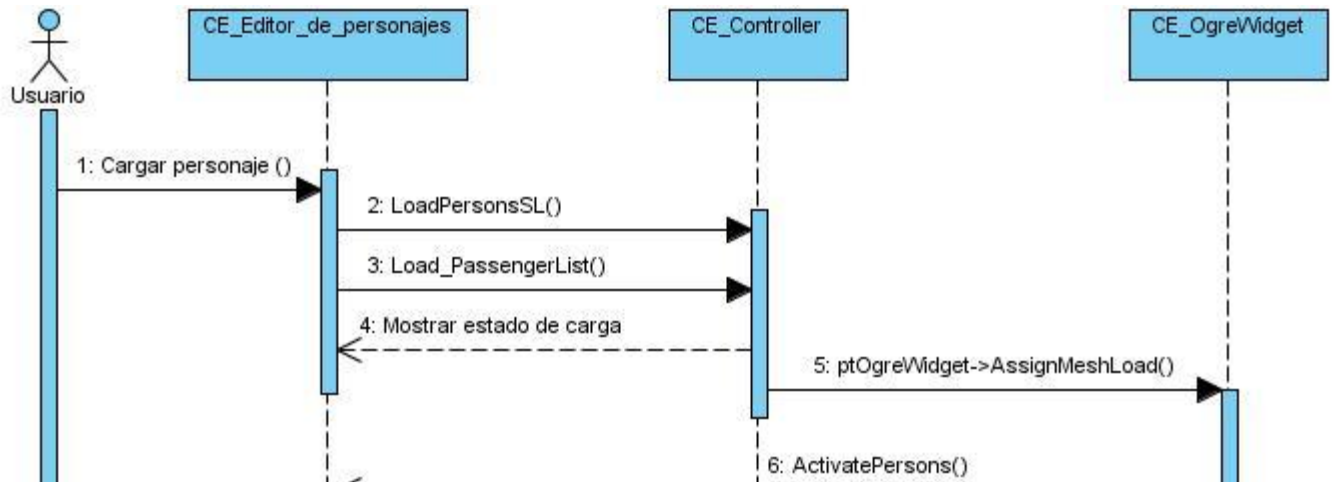 CE_Editor_de_personajes
CE_Controller
CE_OgreWidget
Usuario
1: Cargar personaje ()
2: LoadPersonsSL()
3: Load_PassengerList()
4: Mostrar estado de carga
5: ptOgreWidget->AssignMeshLoad()
6: ActivatePersons()